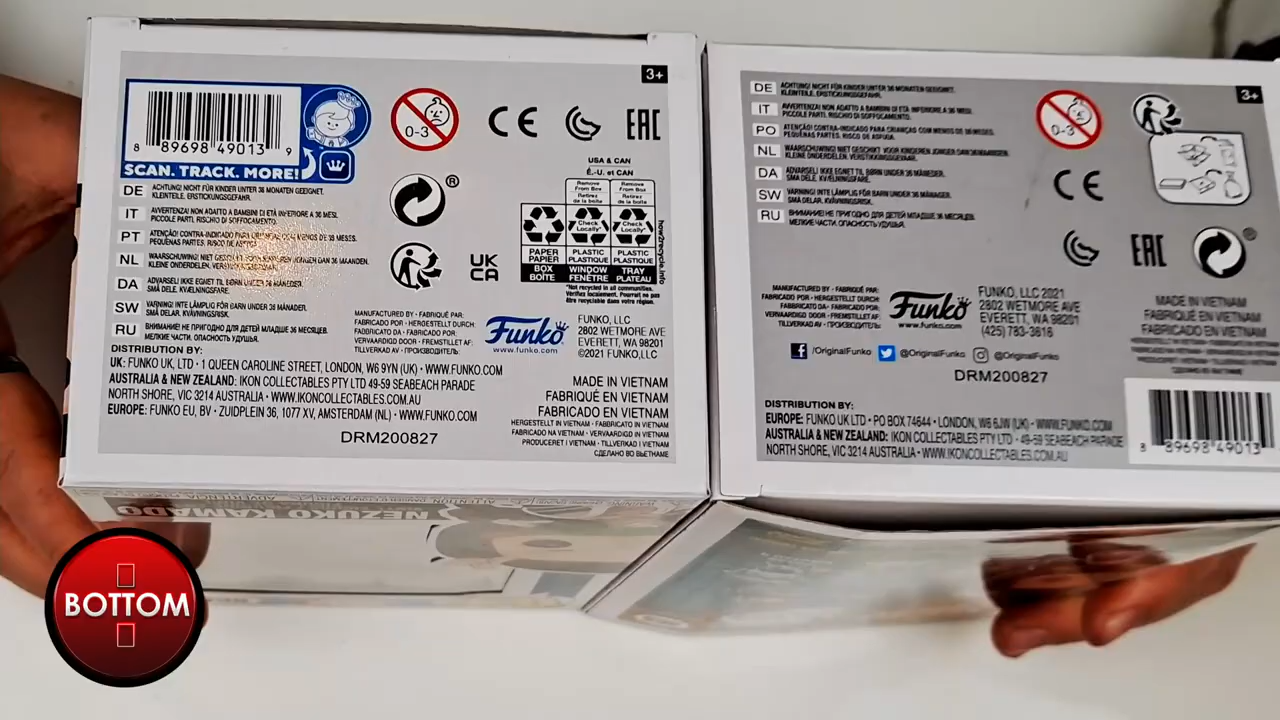 3+
8 89698 49013 9
SCAN. TRACK. MORE!
0-3
CE
EAC
DE ACHTUNG! NICHT FÜR KINDER UNTER 36 MONATEN GEEIGNET.
KLEINTEILE. ERSTICKUNGSGEFAHR.
IT AVVERTENZA! NON ADATTO A BAMBINI DI ETÀ INFERIORE A 36 MESI.
PICCOLE PARTI. RISCHIO DI SOFFOCAMENTO.
PT ATENÇÃO! CONTRA-INDICADO PARA CRIANÇAS COM MENOS DE 36 MESES.
PEQUENAS PARTES. RISCO DE ASFIXIA.
NL WAARSCHUWING! NIET GESCHIKT VOOR KINDEREN JONGER DAN 36 MAANDEN.
KLEINE ONDERDELEN.
DA ADVARSEL! IKKE EGNET TIL BØRN UNDER 36 MÅNEDER.
SMÅ DELE. KVÆLNINGSFARE.
SW VARNING! INTE LÄMPLIG FÖR BARN UNDER 36 MÅNADER.
SMÅ DELAR. KVÄVNINGSRISK.
RU ВНИМАНИЕ! НЕ ПРИГОДНО ДЛЯ ДЕТЕЙ МЛАДШЕ 36 МЕСЯЦЕВ.
МЕЛКИЕ ЧАСТИ. ОПАСНОСТЬ УДУШЬЯ.
®
UK
CA
USA & CAN
É.-U. et CAN
Remove From Box Retirez de la boîte
Remove From Box Retirez de la boîte
Check Locally*
Check Locally*
PAPER PAPIER
PLASTIC PLASTIQUE
PLASTIC PLASTIQUE
BOX BOÎTE
WINDOW FENÊTRE
TRAY PLATEAU
how2recycle.info
*Not recycled in all communities.
Vérifiez localement. Pourrait ne pas
être recyclable dans votre région.
MANUFACTURED BY · FABRIQUÉ PAR:
FABRICADO POR · HERGESTELLT DURCH:
FABRICATO DA · FABRICADO POR:
VERVAARDIGD DOOR · FREMSTILLET AF:
TILLVERKAD AV · ПРОИЗВОДИТЕЛЬ:
Funko
www.funko.com
FUNKO, LLC
2802 WETMORE AVE
EVERETT, WA 98201
©2021 FUNKO,LLC
DISTRIBUTION BY:
UK: FUNKO UK, LTD · 1 QUEEN CAROLINE STREET, LONDON, W6 9YN (UK) · WWW.FUNKO.COM
AUSTRALIA & NEW ZEALAND: IKON COLLECTABLES PTY LTD 49-59 SEABEACH PARADE
NORTH SHORE, VIC 3214 AUSTRALIA · WWW.IKONCOLLECTABLES.COM.AU
EUROPE: FUNKO EU, BV · ZUIDPLEIN 36, 1077 XV, AMSTERDAM (NL) · WWW.FUNKO.COM
DRM200827
MADE IN VIETNAM
FABRIQUÉ EN VIETNAM
FABRICADO EN VIETNAM
HERGESTELLT IN VIETNAM · FABBRICATO IN VIETNAM
FABRICADO NA VIETNAM · VERVAARDIGD IN VIETNAM
PRODUCERET I VIETNAM · TILLVERKAD I VIETNAM
СДЕЛАНО ВО ВЬЕТНАМЕ
NEZUKO KAMADO
BOTTOM
3+
DE ACHTUNG! NICHT FÜR KINDER UNTER 36 MONATEN GEEIGNET.
KLEINTEILE. ERSTICKUNGSGEFAHR.
IT AVVERTENZA! NON ADATTO A BAMBINI DI ETÀ INFERIORE A 36 MESI.
PICCOLE PARTI. RISCHIO DI SOFFOCAMENTO.
PO ATENÇÃO! CONTRA-INDICADO PARA CRIANÇAS COM MENOS DE 36 MESES.
PEQUENAS PARTES. RISCO DE ASFIXIA.
NL WAARSCHUWING! NIET GESCHIKT VOOR KINDEREN JONGER DAN 36 MAANDEN.
KLEINE ONDERDELEN. VERSTIKKINGSGEVAAR.
DA ADVARSEL! IKKE EGNET TIL BØRN UNDER 36 MÅNEDER.
SMÅ DELE. KVÆLNINGSFARE.
SW VARNING! INTE LÄMPLIG FÖR BARN UNDER 36 MÅNADER.
SMÅ DELAR. KVÄVNINGSRISK.
RU ВНИМАНИЕ! НЕ ПРИГОДНО ДЛЯ ДЕТЕЙ МЛАДШЕ 36 МЕСЯЦЕВ.
МЕЛКИЕ ЧАСТИ. ОПАСНОСТЬ УДУШЬЯ.
0-3
CE
EAC
®
MANUFACTURED BY · FABRIQUÉ PAR:
FABRICADO POR · HERGESTELLT DURCH:
FABBRICATO DA · FABRICADO POR:
VERVAARDIGD DOOR · FREMSTILLET AF:
TILLVERKAD AV · ПРОИЗВОДИТЕЛЬ:
Funko
www.funko.com
FUNKO, LLC 2021
2802 WETMORE AVE
EVERETT, WA 98201
(425) 783-3616
MADE IN VIETNAM
FABRIQUÉ EN VIETNAM
FABRICADO EN VIETNAM
/OriginalFunko @OriginalFunko @OriginalFunko
DRM200827
DISTRIBUTION BY:
EUROPE: FUNKO UK LTD · PO BOX 74644 · LONDON, W6 6JW (UK) · WWW.FUNKO.COM
AUSTRALIA & NEW ZEALAND: IKON COLLECTABLES PTY LTD · 49-59 SEABEACH PARADE
NORTH SHORE, VIC 3214 AUSTRALIA · WWW.IKONCOLLECTABLES.COM.AU
8 89698 49013